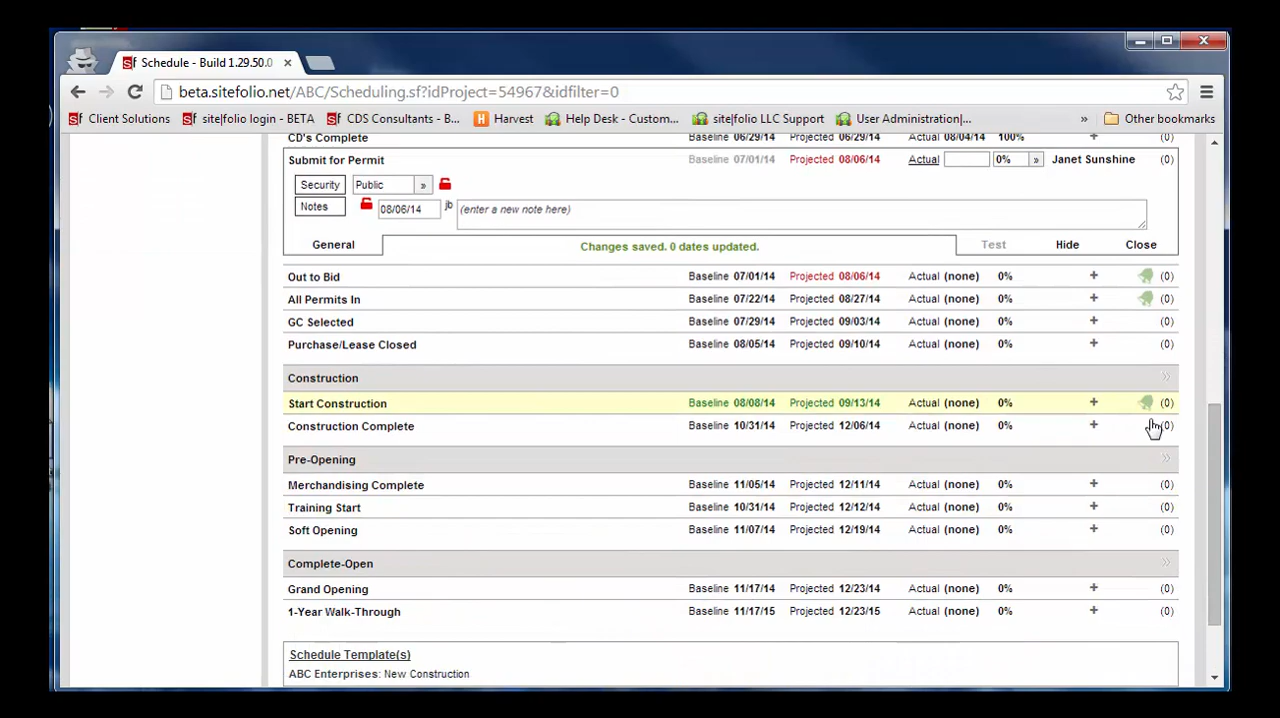 Sf Schedule - Build 1.29.50.0 ×
beta.sitefolio.net/ABC/Scheduling.sf?idProject=54967&idfilter=0
Sf Client Solutions Sf site|folio login - BETA Sf CDS Consultants - B... H Harvest Help Desk - Custom... site|folio LLC Support User Administration|... » Other bookmarks
CD's Complete Baseline 06/29/14 Projected 06/29/14 Actual 08/04/14 100% + (0)
Submit for Permit Baseline 07/01/14 Projected 08/06/14 Actual 0% » Janet Sunshine (0)
Security Public »
Notes 08/06/14 jb (enter a new note here)
General Changes saved. 0 dates updated. Test Hide Close
Out to Bid Baseline 07/01/14 Projected 08/06/14 Actual (none) 0% + (0)
All Permits In Baseline 07/22/14 Projected 08/27/14 Actual (none) 0% + (0)
GC Selected Baseline 07/29/14 Projected 09/03/14 Actual (none) 0% + (0)
Purchase/Lease Closed Baseline 08/05/14 Projected 09/10/14 Actual (none) 0% + (0)
Construction »
Start Construction Baseline 08/08/14 Projected 09/13/14 Actual (none) 0% + (0)
Construction Complete Baseline 10/31/14 Projected 12/06/14 Actual (none) 0% + (0)
Pre-Opening »
Merchandising Complete Baseline 11/05/14 Projected 12/11/14 Actual (none) 0% + (0)
Training Start Baseline 10/31/14 Projected 12/12/14 Actual (none) 0% + (0)
Soft Opening Baseline 11/07/14 Projected 12/19/14 Actual (none) 0% + (0)
Complete-Open »
Grand Opening Baseline 11/17/14 Projected 12/23/14 Actual (none) 0% + (0)
1-Year Walk-Through Baseline 11/17/15 Projected 12/23/15 Actual (none) 0% + (0)
Schedule Template(s)
ABC Enterprises: New Construction